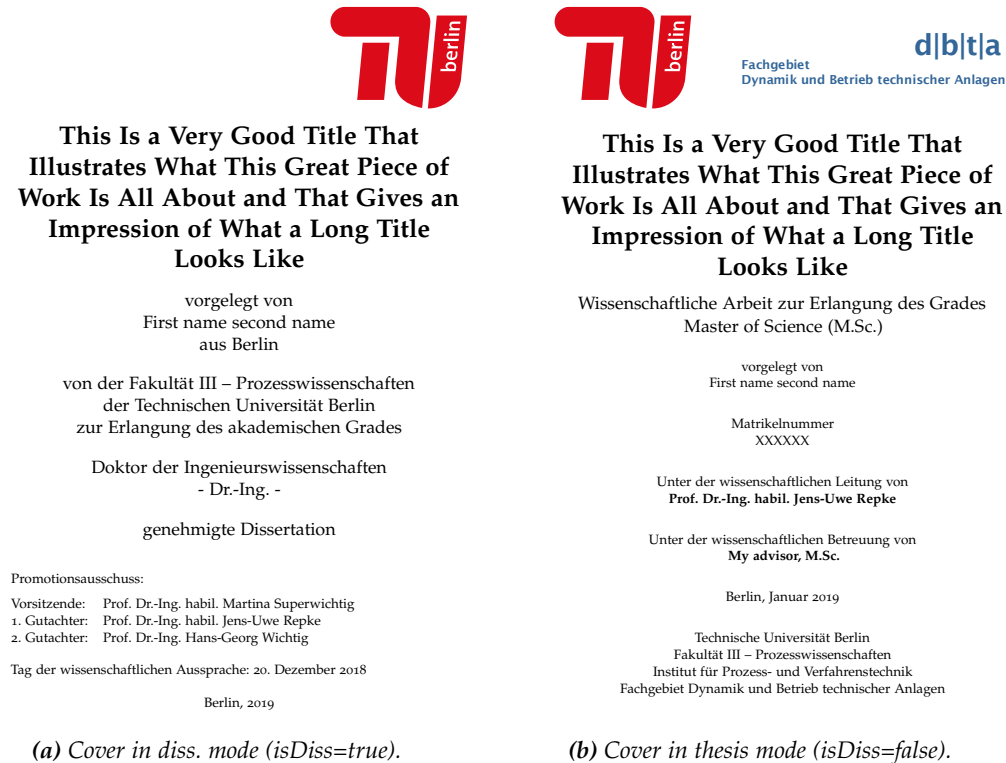 berlin
This Is a Very Good Title That
Illustrates What This Great Piece of
Work Is All About and That Gives an
Impression of What a Long Title
Looks Like
vorgelegt von
First name second name
aus Berlin
von der Fakultät III – Prozesswissenschaften
der Technischen Universität Berlin
zur Erlangung des akademischen Grades
Doktor der Ingenieurswissenschaften
- Dr.-Ing. -
genehmigte Dissertation
Promotionsausschuss:
Vorsitzende: Prof. Dr.-Ing. habil. Martina Superwichtig
1. Gutachter: Prof. Dr.-Ing. habil. Jens-Uwe Repke
2. Gutachter: Prof. Dr.-Ing. Hans-Georg Wichtig
Tag der wissenschaftlichen Aussprache: 20. Dezember 2018
Berlin, 2019
(a) Cover in diss. mode (isDiss=true).
berlin
d|b|t|a
Fachgebiet
Dynamik und Betrieb technischer Anlagen
This Is a Very Good Title That
Illustrates What This Great Piece of
Work Is All About and That Gives an
Impression of What a Long Title
Looks Like
Wissenschaftliche Arbeit zur Erlangung des Grades
Master of Science (M.Sc.)
vorgelegt von
First name second name
Matrikelnummer
XXXXXX
Unter der wissenschaftlichen Leitung von
Prof. Dr.-Ing. habil. Jens-Uwe Repke
Unter der wissenschaftlichen Betreuung von
My advisor, M.Sc.
Berlin, Januar 2019
Technische Universität Berlin
Fakultät III – Prozesswissenschaften
Institut für Prozess- und Verfahrenstechnik
Fachgebiet Dynamik und Betrieb technischer Anlagen
(b) Cover in thesis mode (isDiss=false).